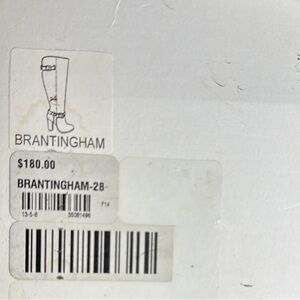 BRANTINGHAM
$180.00
BRANTINGHAM-28-
F14
13-5-6 35081496